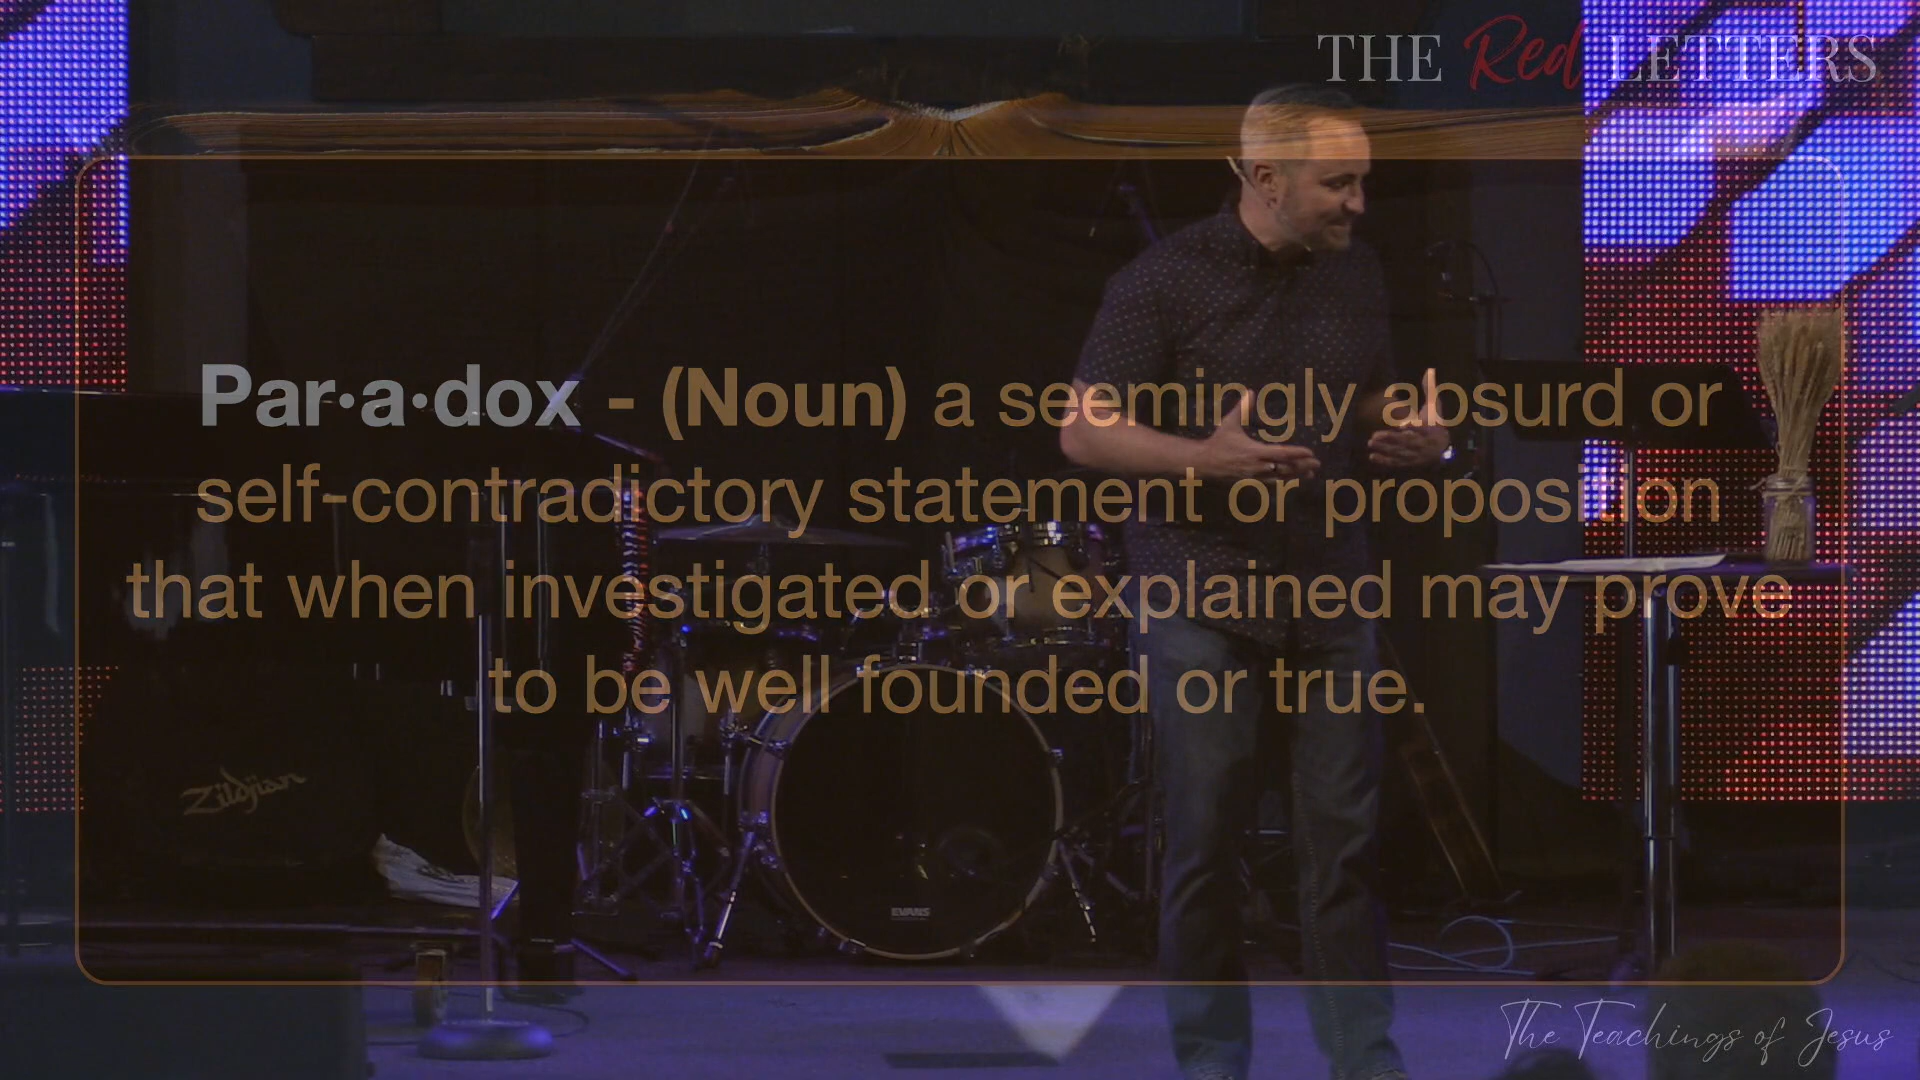 THE Red LETTERS
Par·a·dox - (Noun) a seemingly absurd or
self-contradictory statement or proposition
that when investigated or explained may prove
to be well founded or true.
Zildjian
EVANS
The Teachings of Jesus